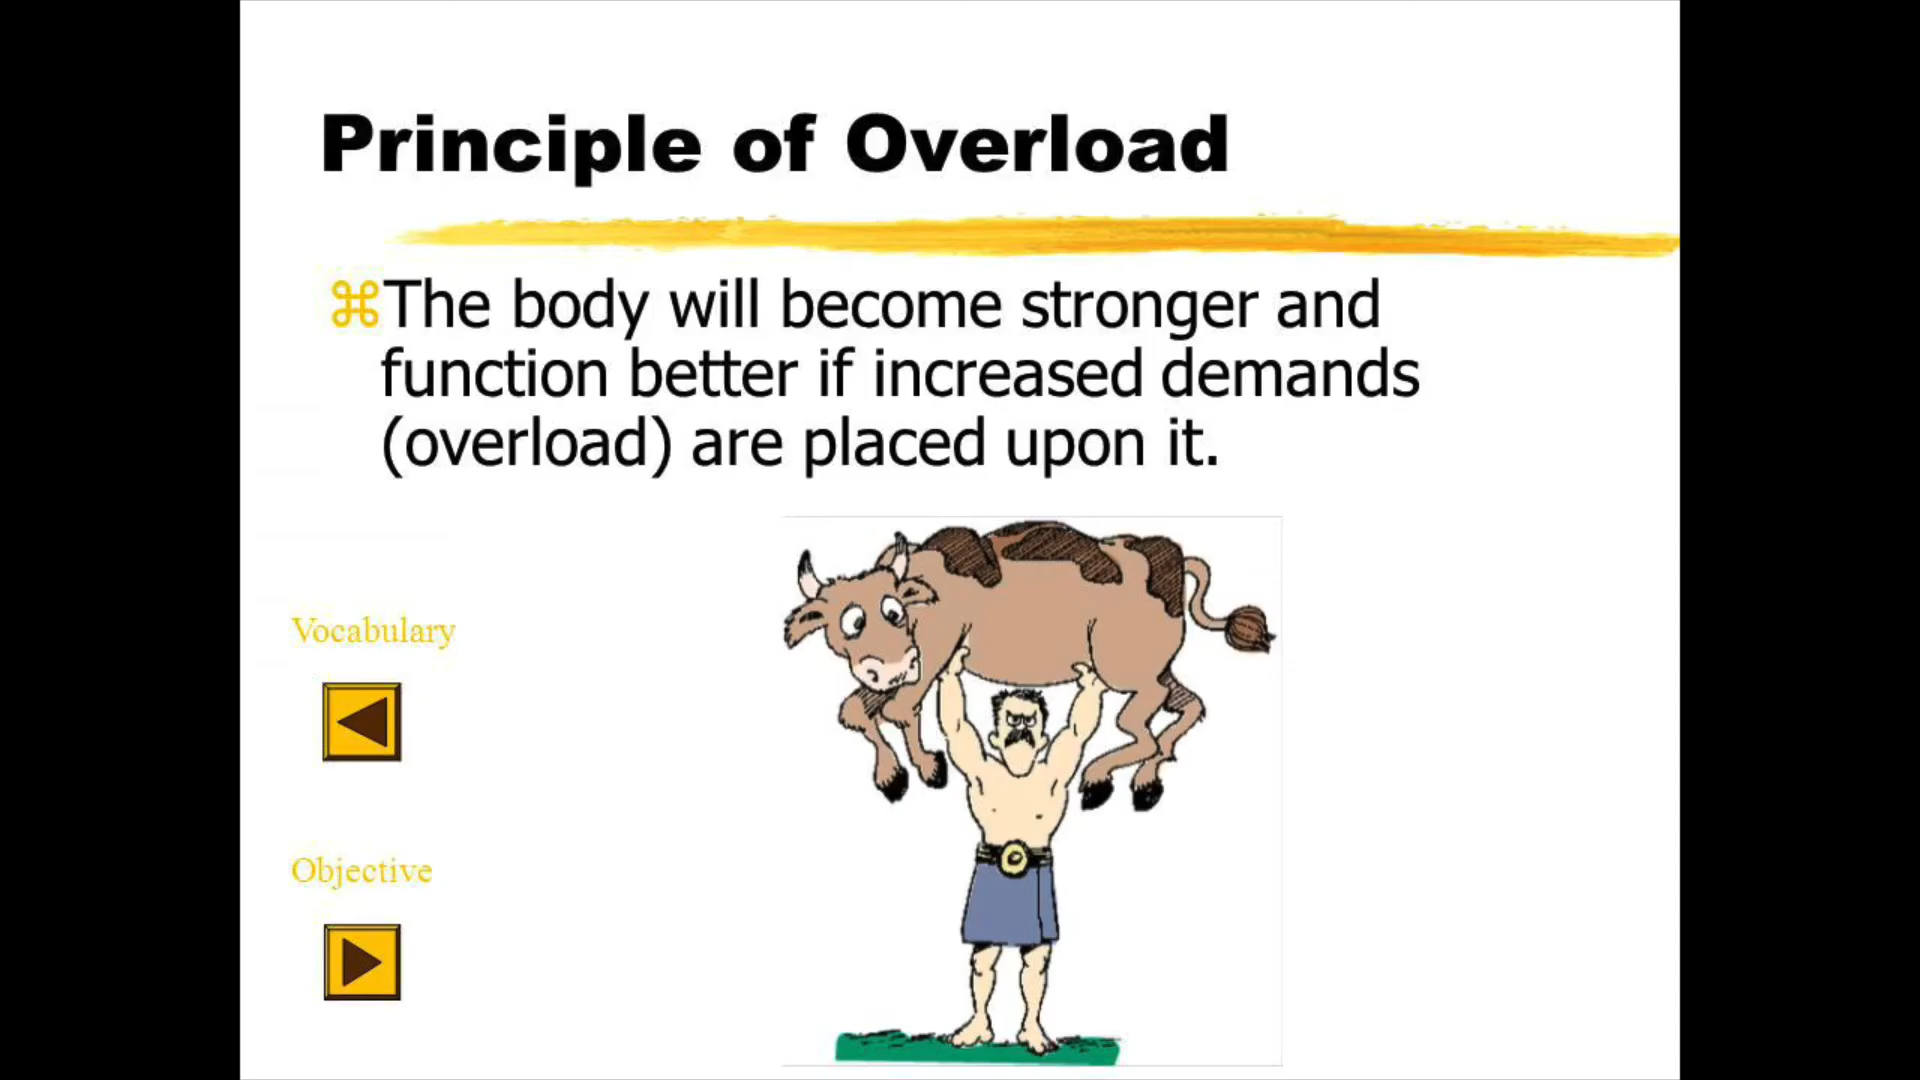 Principle of Overload
⌘The body will become stronger and
function better if increased demands
(overload) are placed upon it.
Vocabulary
Objective